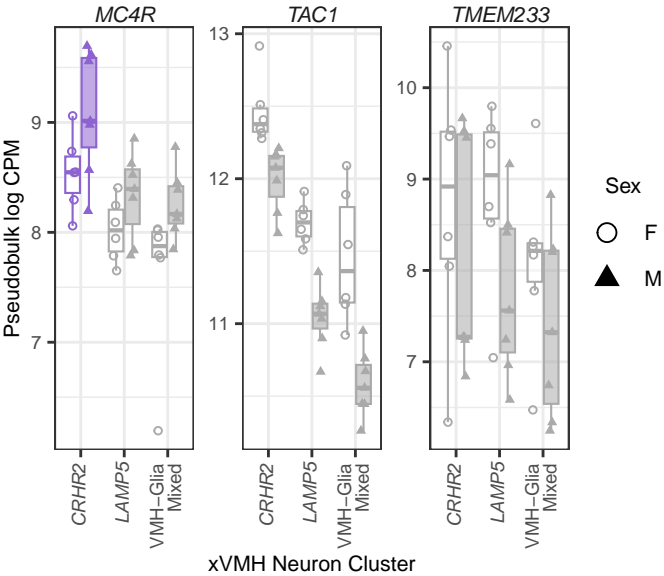 MC4R
TAC1
TMEM233
Pseudobulk log CPM
9
8
7
13
12
11
10
9
8
7
CRHR2
LAMP5
VMH−Glia
Mixed
CRHR2
LAMP5
VMH−Glia
Mixed
CRHR2
LAMP5
VMH−Glia
Mixed
xVMH Neuron Cluster
Sex
F
M